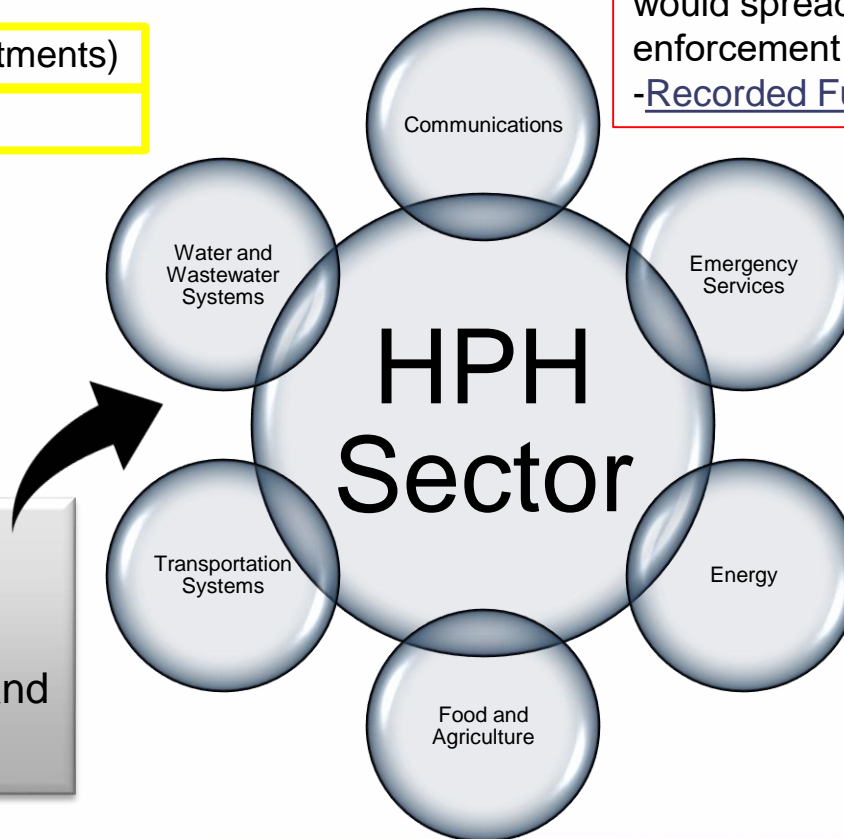 would spread
enforcement
-Recorded Fu
tments)
Communications
Water and
Wastewater
Systems
Emergency
Services
HPH
Sector
Transportation
Systems
Energy
nd
Food and
Agriculture